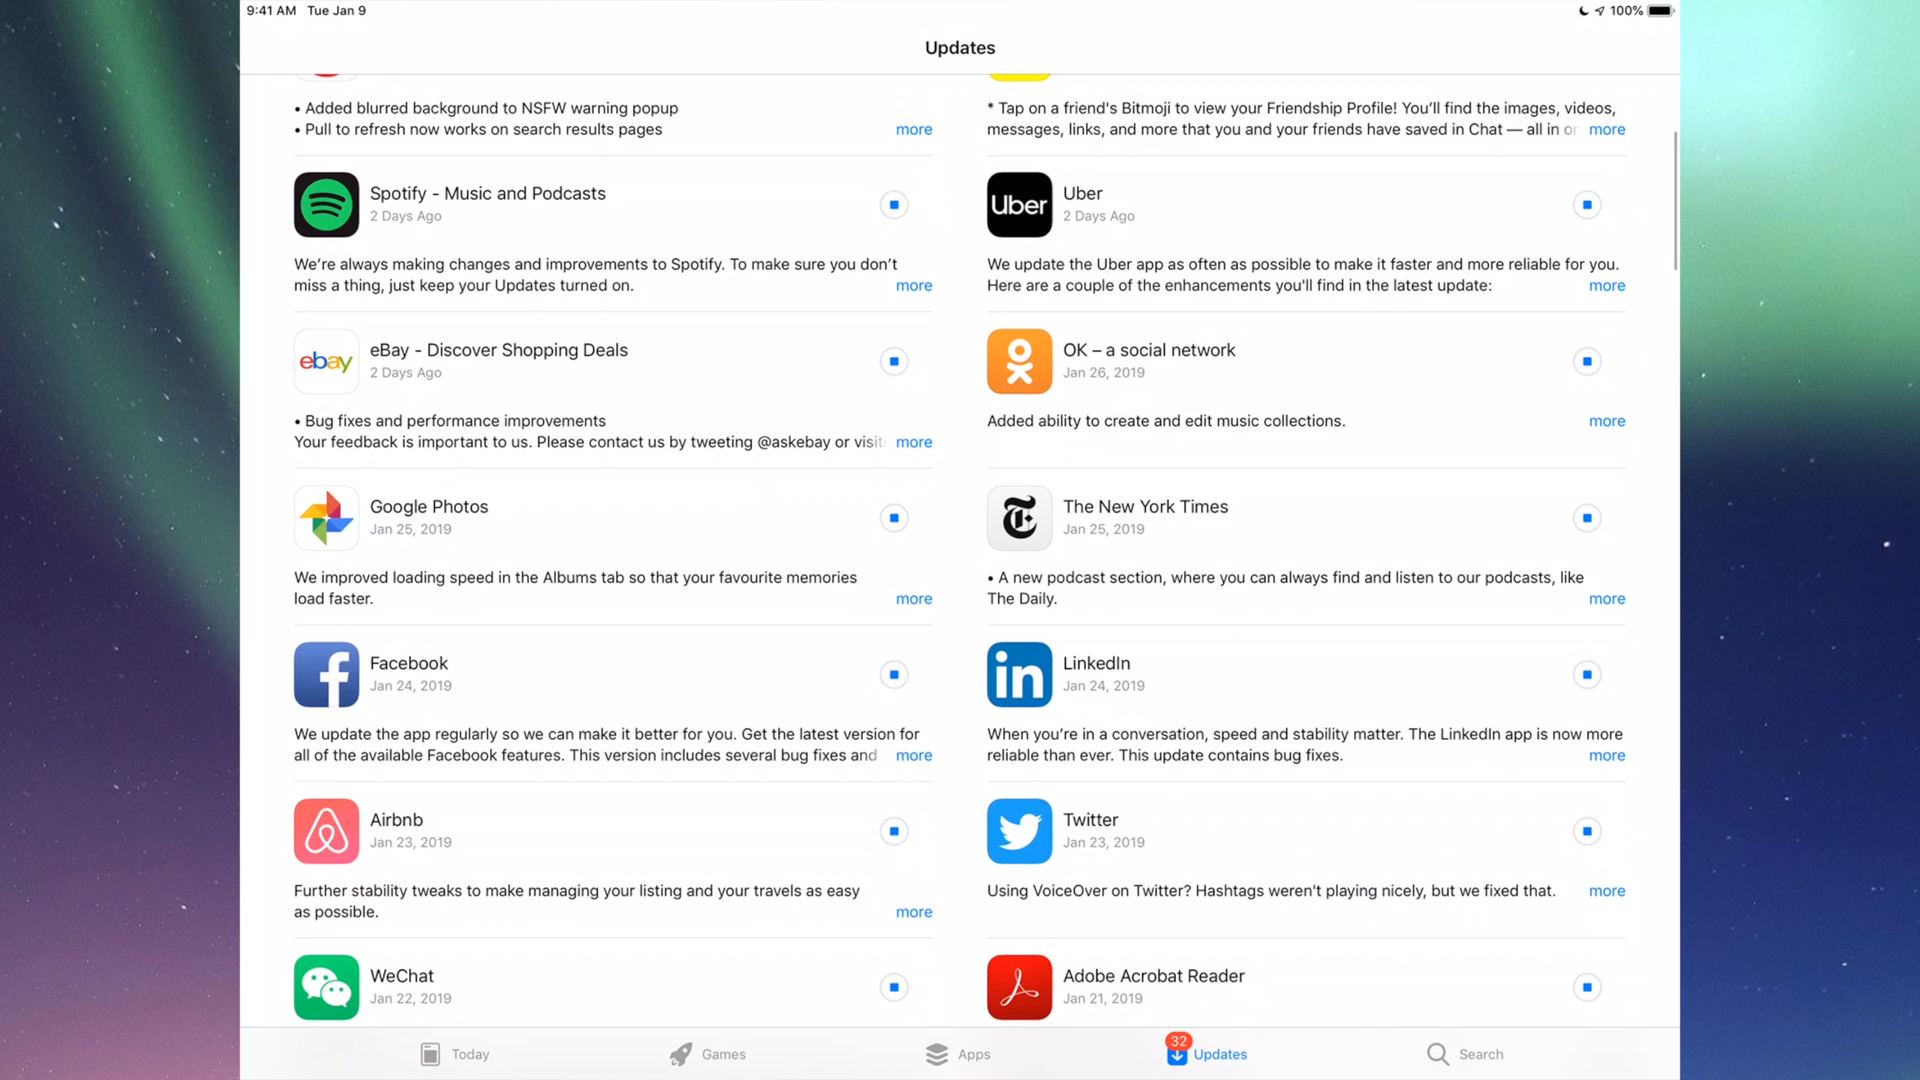 9:41 AM Tue Jan 9
100%
Updates
• Added blurred background to NSFW warning popup
• Pull to refresh now works on search results pages
more
* Tap on a friend's Bitmoji to view your Friendship Profile! You'll find the images, videos,
messages, links, and more that you and your friends have saved in Chat — all in or
more
Spotify - Music and Podcasts
2 Days Ago
We're always making changes and improvements to Spotify. To make sure you don't
miss a thing, just keep your Updates turned on.
more
Uber
Uber
2 Days Ago
We update the Uber app as often as possible to make it faster and more reliable for you.
Here are a couple of the enhancements you'll find in the latest update:
more
ebay
eBay - Discover Shopping Deals
2 Days Ago
• Bug fixes and performance improvements
Your feedback is important to us. Please contact us by tweeting @askebay or visiti
more
OK – a social network
Jan 26, 2019
Added ability to create and edit music collections.
more
Google Photos
Jan 25, 2019
We improved loading speed in the Albums tab so that your favourite memories
load faster.
more
The New York Times
Jan 25, 2019
• A new podcast section, where you can always find and listen to our podcasts, like
The Daily.
more
Facebook
Jan 24, 2019
We update the app regularly so we can make it better for you. Get the latest version for
all of the available Facebook features. This version includes several bug fixes and
more
in
LinkedIn
Jan 24, 2019
When you're in a conversation, speed and stability matter. The LinkedIn app is now more
reliable than ever. This update contains bug fixes.
more
Airbnb
Jan 23, 2019
Further stability tweaks to make managing your listing and your travels as easy
as possible.
more
Twitter
Jan 23, 2019
Using VoiceOver on Twitter? Hashtags weren't playing nicely, but we fixed that.
more
WeChat
Jan 22, 2019
Adobe Acrobat Reader
Jan 21, 2019
Today
Games
Apps
32
Updates
Search